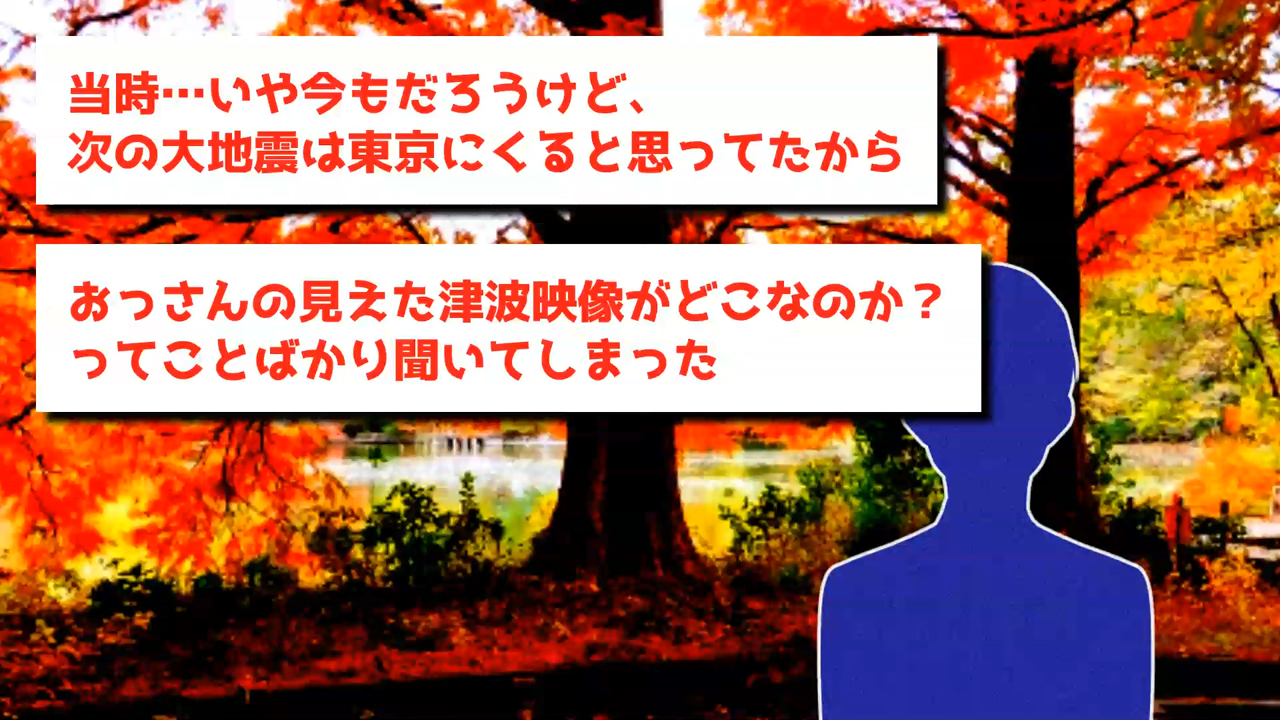 当時…いや今もだろうけど、
次の大地震は東京にくると思ってたから
おっさんの見えた津波映像がどこなのか？
ってことばかり聞いてしまった